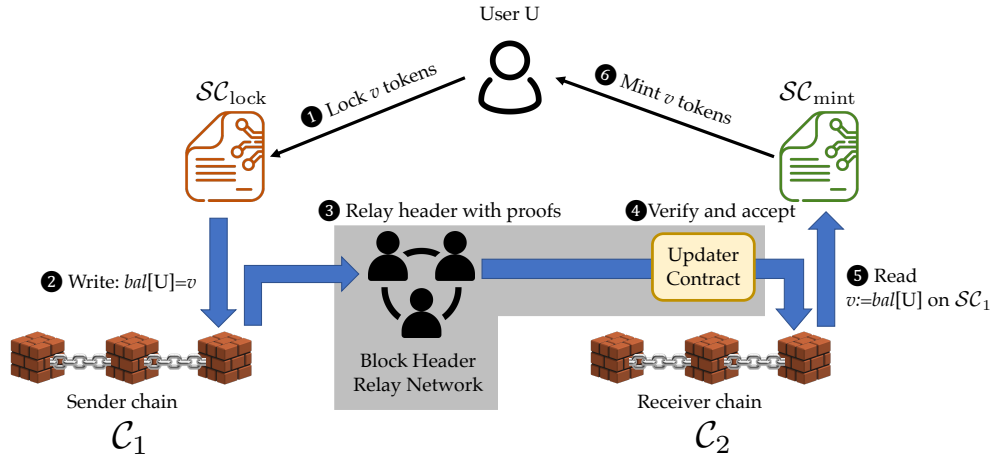 User U
𝒮𝒞lock
❶ Lock v tokens
❻ Mint v tokens
𝒮𝒞mint
❸ Relay header with proofs
❹ Verify and accept
Updater
Contract
❷ Write: bal[U]=v
❺ Read
v:=bal[U] on 𝒮𝒞1
Block Header
Relay Network
Sender chain
𝒞1
Receiver chain
𝒞2